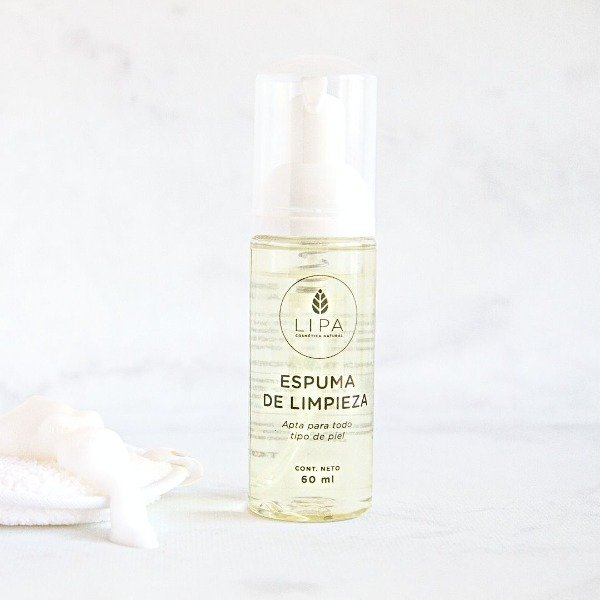 LIPA
COSMÉTICA NATURAL
ESPUMA
DE LIMPIEZA
Apta para todo
tipo de piel
CONT. NETO
60 ml